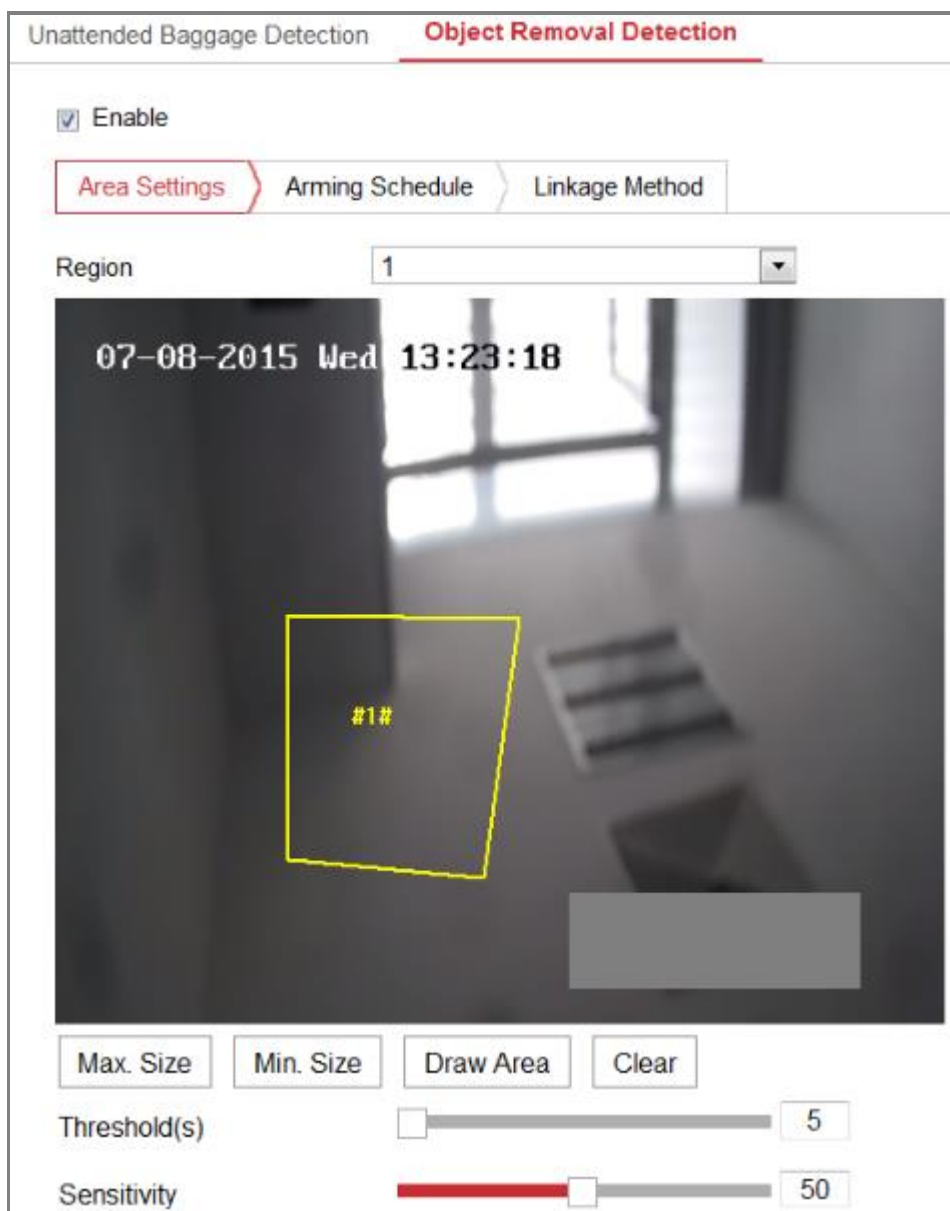 Unattended Baggage Detection Object Removal Detection
Enable
Area Settings Arming Schedule Linkage Method
Region 1
07-08-2015 Wed 13:23:18
#1#
Max. Size Min. Size Draw Area Clear
Threshold(s) 5
Sensitivity 50